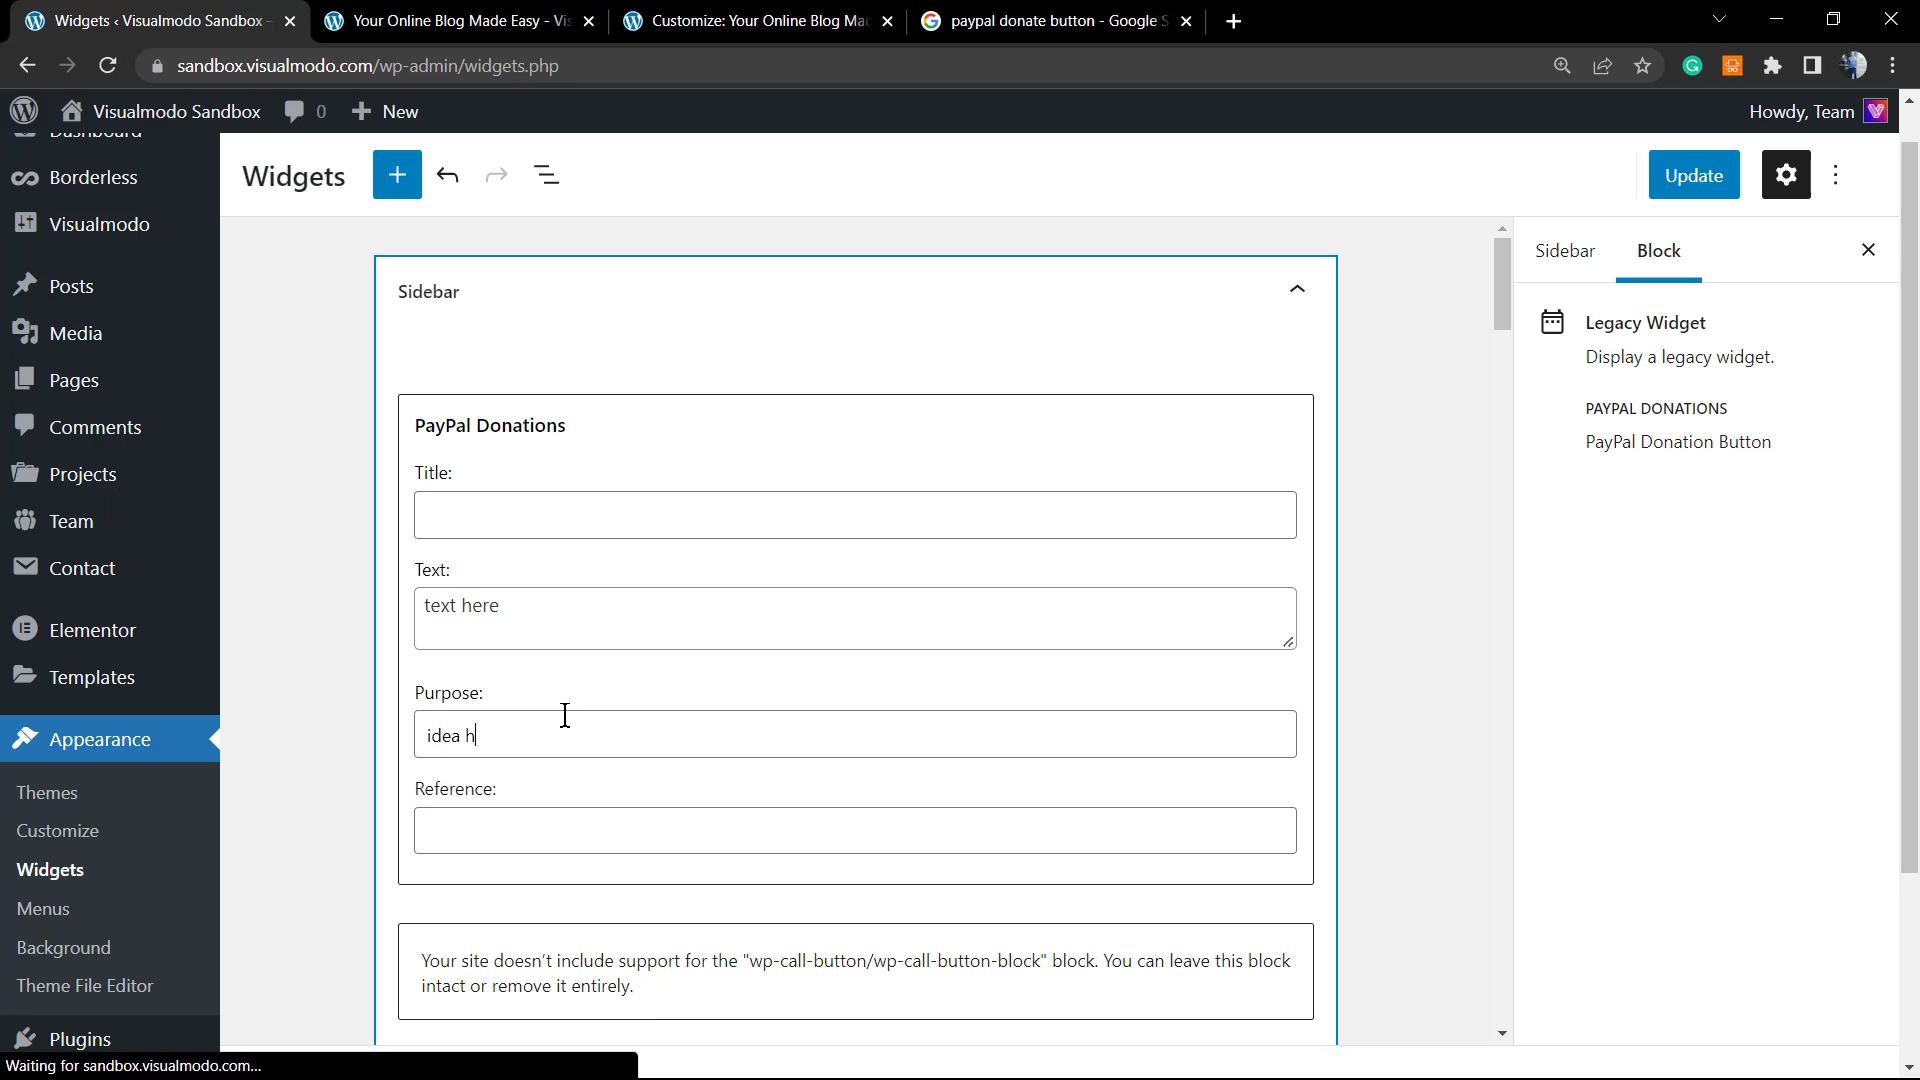 Widgets ‹ Visualmodo Sandbox –
Your Online Blog Made Easy - Vis
Customize: Your Online Blog Mad
paypal donate button - Google S
sandbox.visualmodo.com/wp-admin/widgets.php
Visualmodo Sandbox
0
New
Howdy, Team
Dashboard
Borderless
Visualmodo
Posts
Media
Pages
Comments
Projects
Team
Contact
Elementor
Templates
Appearance
Themes
Customize
Widgets
Menus
Background
Theme File Editor
Plugins
Waiting for sandbox.visualmodo.com...
Widgets
Update
Sidebar
PayPal Donations
Title:
Text:
text here
Purpose:
idea h
Reference:
Your site doesn't include support for the "wp-call-button/wp-call-button-block" block. You can leave this block
intact or remove it entirely.
Sidebar
Block
Legacy Widget
Display a legacy widget.
PAYPAL DONATIONS
PayPal Donation Button